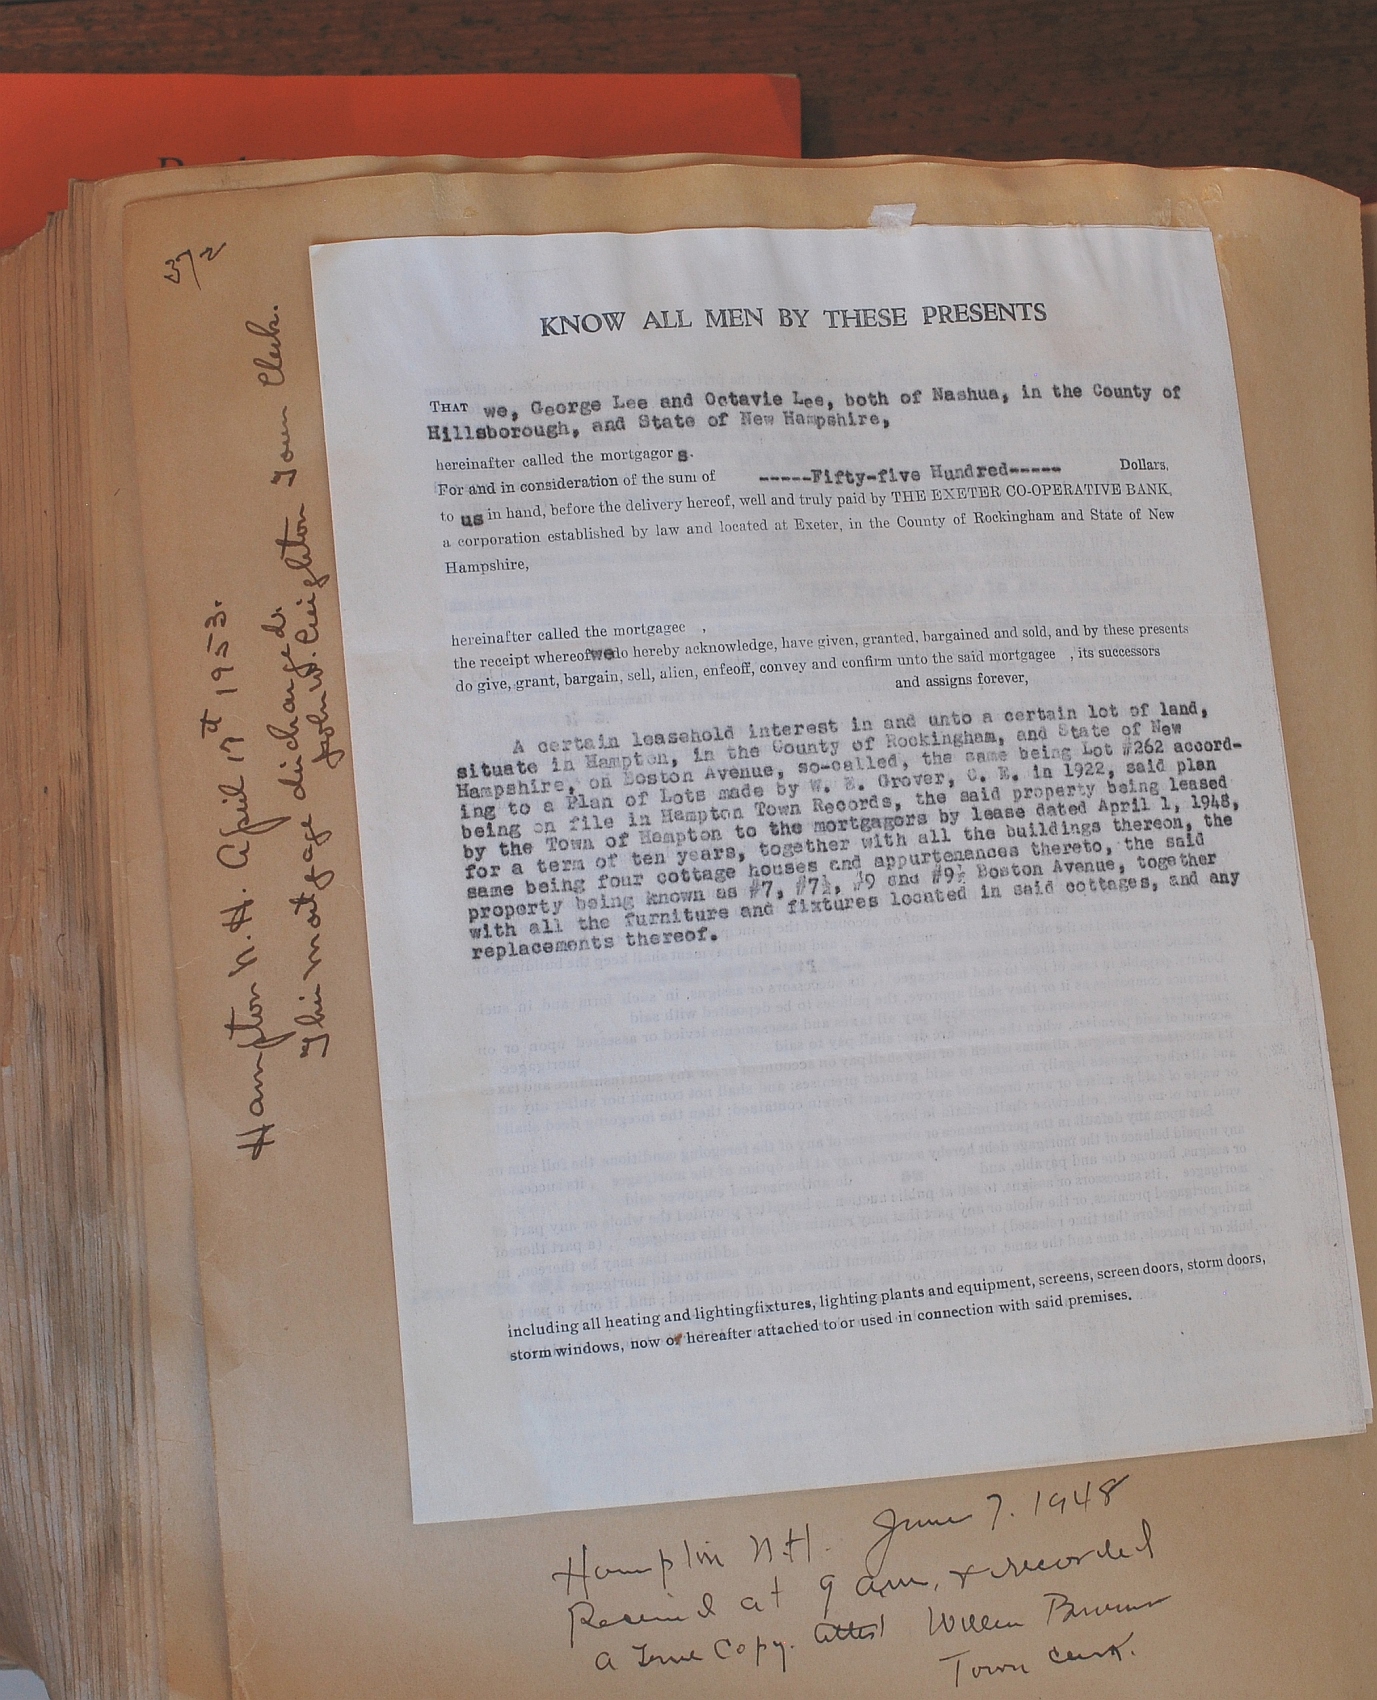 KNOW ALL MEN BY THESE PRESENTS
THAT we, George Lee and Octavie Lee, both of Nashua, in the County of
Hillsborough, and State of New Hampshire,
hereinafter called the mortgagor s.
For and in consideration of the sum of -----Fifty-five Hundred----- Dollars,
to us in hand, before the delivery hereof, well and truly paid by THE EXETER CO-OPERATIVE BANK,
a corporation established by law and located at Exeter, in the County of Rockingham and State of New
Hampshire,
hereinafter called the mortgagee ,
the receipt whereof we do hereby acknowledge, have given, granted, bargained and sold, and by these presents
do give, grant, bargain, sell, alien, enfeoff, convey and confirm unto the said mortgagee , its successors
and assigns forever,
A certain leasehold interest in and unto a certain lot of land,
situate in Hampton, in the County of Rockingham, and State of New
Hampshire, on Boston Avenue, so-called, the same being Lot #262 accord-
ing to a Plan of Lots made by W. E. Grover, C. E. in 1922, said plan
being on file in Hampton Town Records, the said property being leased
by the Town of Hampton to the mortgagors by lease dated April 1, 1948,
for a term of ten years, together with all the buildings thereon, the
same being four cottage houses and appurtenances thereto, the said
property being known as #7, #7½, #9 and #9½ Boston Avenue, together
with all the furniture and fixtures located in said cottages, and any
replacements thereof.
including all heating and lighting fixtures, lighting plants and equipment, screens, screen doors, storm doors,
storm windows, now or hereafter attached to or used in connection with said premises.
Hampton N.H. June 7. 1948
Received at 9 am, & recorded
a True Copy. Attest William Brown
Town Clerk.
Hampton N. H. April 17th 1953.
This mortgage discharged.
John W. Creighton Town Clerk.